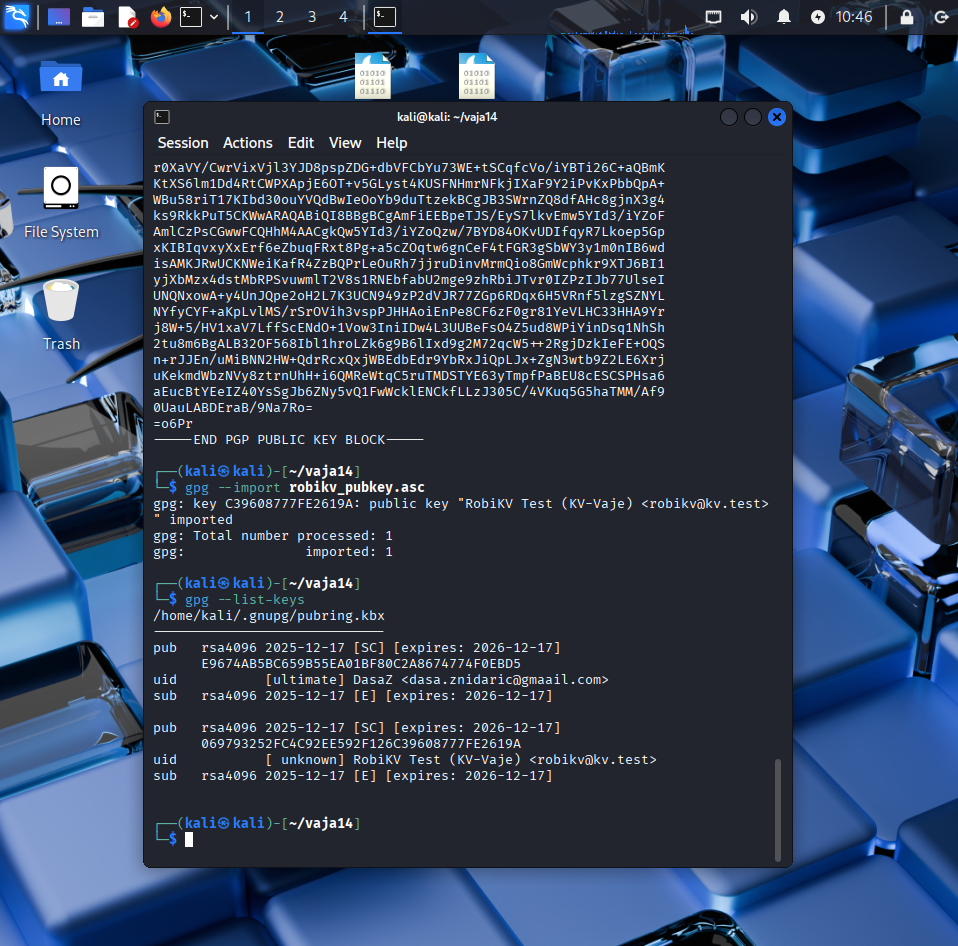 1 2 3 4 10:46
Home
File System
Trash
01010
01101
01110
01010
01101
01110
kali@kali: ~/vaja14
Session Actions Edit View Help
r0XaVY/CwrVixVjl3YJD8pspZDG+dbVFCbYu73WE+tSCqfcVo/iYBTi26C+aQBmK
KtXS6lm1Dd4RtCWPXApjE6OT+v5GLyst4KUSFNHmrNFkjIXaF9Y2iPvKxPbbQpA+
WBu58riT17KIbd30ouYVQdBwIeOoYb9duTtzekBCgJB3SWrnZQ8dfAHc8gjnX3g4
ks9RkkPuT5CKWwARAQABiQI8BBgBCgAmFiEEBpeTJS/EyS7lkvEmw5YId3/iYZoF
AmlCzPsCGwwFCQHhM4AACgkQw5YId3/iYZoQzw/7BYD84OKvUDIfqyR7Lkoep5Gp
xKIBIqvxyXxErf6eZbuqFRxt8Pg+a5cZOqtw6gnCeF4tFGR3gSbWY3y1m0nIB6wd
isAMKJRwUCKNWeiKafR4ZzBQPrLeOuRh7jjruDinvMrmQio8GmWcphkr9XTJ6BI1
yjXbMzx4dstMbRPSvuwmlT2V8s1RNEbfabU2mge9zhRbiJTvr0IZPzIJb77UlseI
UNQNxowA+y4UnJQpe2oH2L7K3UCN949zP2dVJR77ZGp6RDqx6H5VRnf5lzgSZNYL
NYfyCYF+aKpLvlMS/rSrOVih3vspPJHHAoiEnPe8CF6zF0gr81YeVLHC33HHA9Yr
j8W+5/HV1xaV7LffScENdO+1Vow3IniIDw4L3UUBeFsO4Z5ud8WPiYinDsq1NhSh
2tu8m6BgALB32OF568Ibl1hroLZk6g9B6lIxd9g2M72qcW5++2RgjDzkIeFE+OQS
n+rJJEn/uMiBNN2HW+QdrRcxQxjWBEdbEdr9YbRxJiQpLJx+ZgN3wtb9Z2LE6Xrj
uKekmdWbzNVy8ztrnUhH+i6QMReWtqC5ruTMDSTYE63yTmpfPaBEU8cESCSPHsa6
aEucBtYEeIZ40YsSgJb6ZNy5vQ1FwWcklENCkfLLzJ305C/4VKuq5G5haTMM/Af9
0UauLABDEraB/9Na7Ro=
=o6Pr
-----END PGP PUBLIC KEY BLOCK-----
┌──(kali㉿kali)-[~/vaja14]
└─$ gpg --import robikv_pubkey.asc
gpg: key C39608777FE2619A: public key "RobiKV Test (KV-Vaje) <robikv@kv.test>
" imported
gpg: Total number processed: 1
gpg: imported: 1
┌──(kali㉿kali)-[~/vaja14]
└─$ gpg --list-keys
/home/kali/.gnupg/pubring.kbx
-----------------------------
pub rsa4096 2025-12-17 [SC] [expires: 2026-12-17]
E9674AB5BC659B55EA01BF80C2A8674774F0EBD5
uid [ultimate] DasaZ <dasa.znidaric@gmaail.com>
sub rsa4096 2025-12-17 [E] [expires: 2026-12-17]
pub rsa4096 2025-12-17 [SC] [expires: 2026-12-17]
069793252FC4C92EE592F126C39608777FE2619A
uid [ unknown] RobiKV Test (KV-Vaje) <robikv@kv.test>
sub rsa4096 2025-12-17 [E] [expires: 2026-12-17]
┌──(kali㉿kali)-[~/vaja14]
└─$